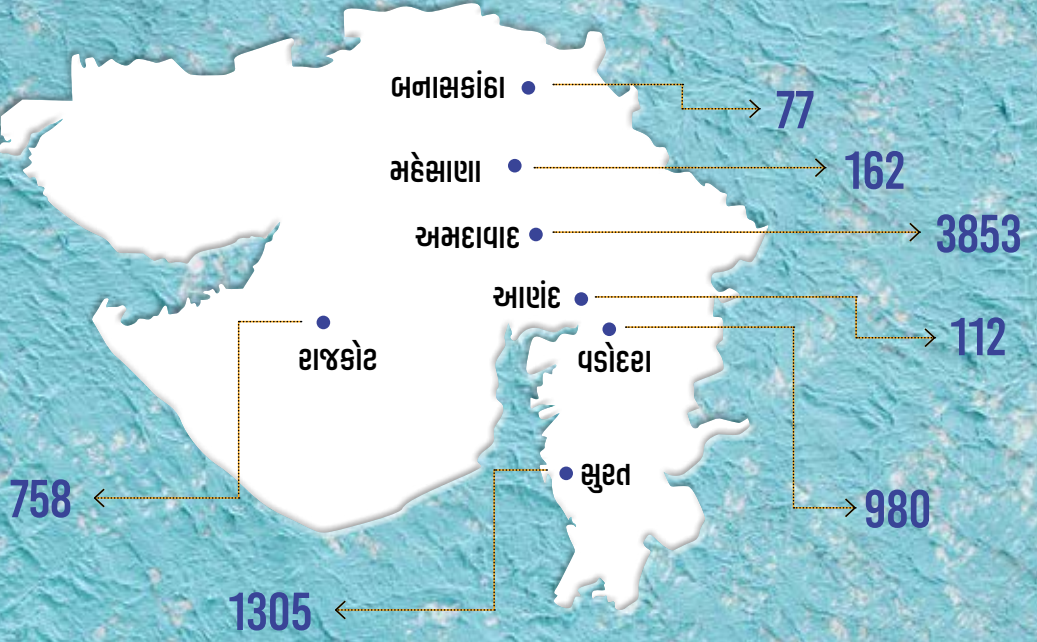 બનાસકાંઠા
77
મહેસાણા
162
અમદાવાદ
3853
આણંદ
112
રાજકોટ
વડોદરા
સુરત
758
980
1305